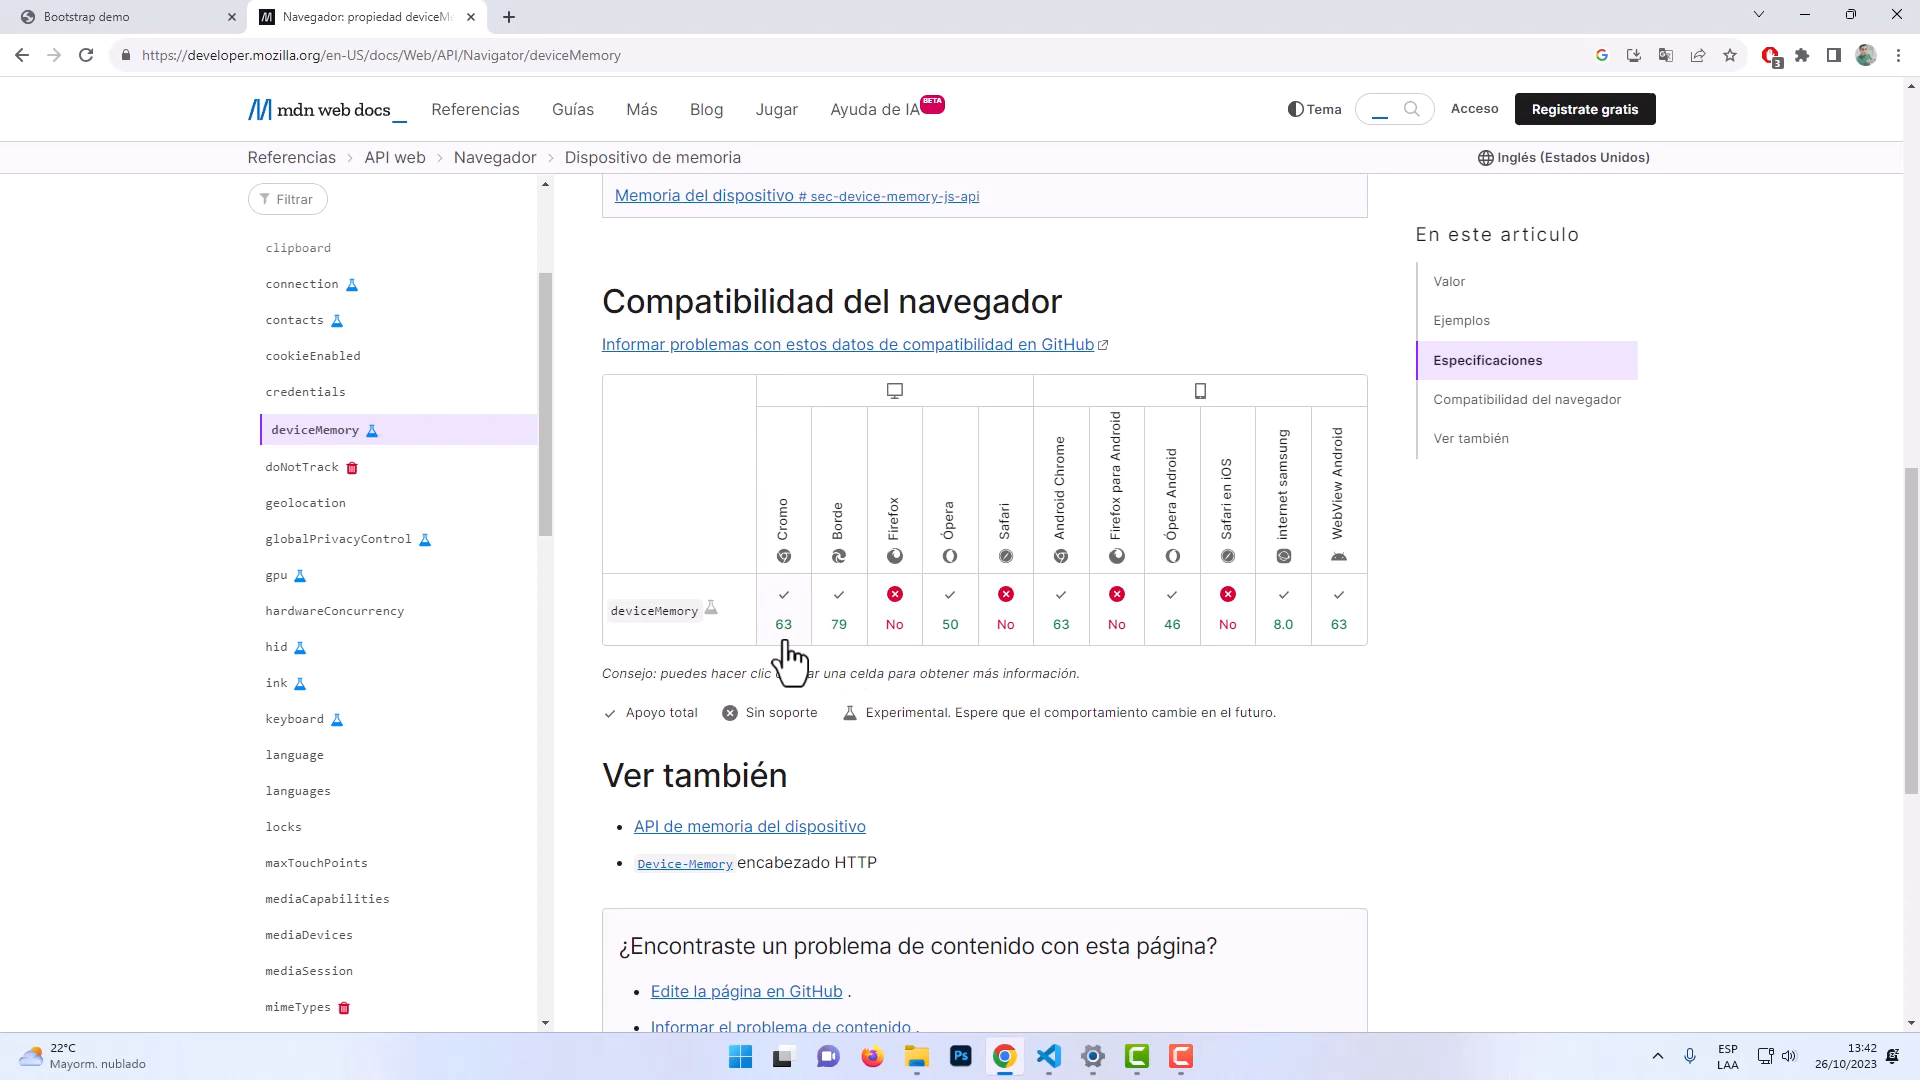 Bootstrap demo
Navegador: propiedad deviceMe
https://developer.mozilla.org/en-US/docs/Web/API/Navigator/deviceMemory
3
mdn web docs_
Referencias
Guías
Más
Blog
Jugar
Ayuda de IA
BETA
Tema
Acceso
Registrate gratis
Referencias
API web
Navegador
Dispositivo de memoria
Inglés (Estados Unidos)
Filtrar
clipboard
connection
contacts
cookieEnabled
credentials
deviceMemory
doNotTrack
geolocation
globalPrivacyControl
gpu
hardwareConcurrency
hid
ink
keyboard
language
languages
locks
maxTouchPoints
mediaCapabilities
mediaDevices
mediaSession
mimeTypes
Memoria del dispositivo # sec-device-memory-js-api
Compatibilidad del navegador
Informar problemas con estos datos de compatibilidad en GitHub
Cromo
Borde
Firefox
Ópera
Safari
Android Chrome
Firefox para Android
Ópera Android
Safari en iOS
internet samsung
WebView Android
deviceMemory
63
79
No
50
No
63
No
46
No
8.0
63
Consejo: puedes hacer clic ar una celda para obtener más información.
Apoyo total
Sin soporte
Experimental. Espere que el comportamiento cambie en el futuro.
Ver también
API de memoria del dispositivo
Device-Memory encabezado HTTP
¿Encontraste un problema de contenido con esta página?
Edite la página en GitHub .
Informar el problema de contenido .
En este articulo
Valor
Ejemplos
Especificaciones
Compatibilidad del navegador
Ver también
22°C
Mayorm. nublado
Ps
ESP
LAA
13:42
26/10/2023